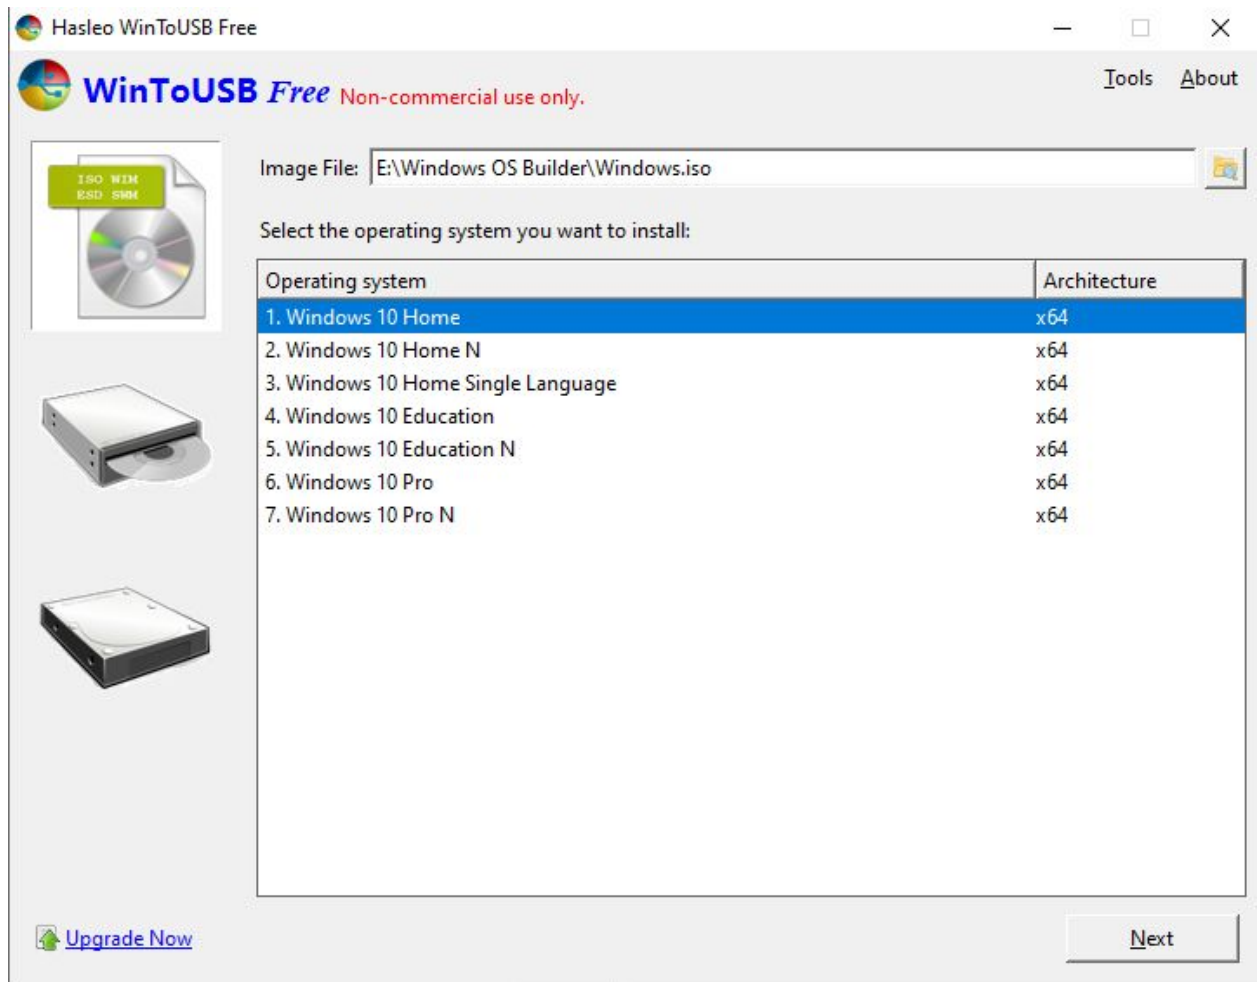 Hasleo WinToUSB Free
WinToUSB Free Non-commercial use only.
Tools About
ISO WIM
ESD SWM
Image File: E:\Windows OS Builder\Windows.iso
Select the operating system you want to install:
Operating system Architecture
1. Windows 10 Home x64
2. Windows 10 Home N x64
3. Windows 10 Home Single Language x64
4. Windows 10 Education x64
5. Windows 10 Education N x64
6. Windows 10 Pro x64
7. Windows 10 Pro N x64
Upgrade Now
Next